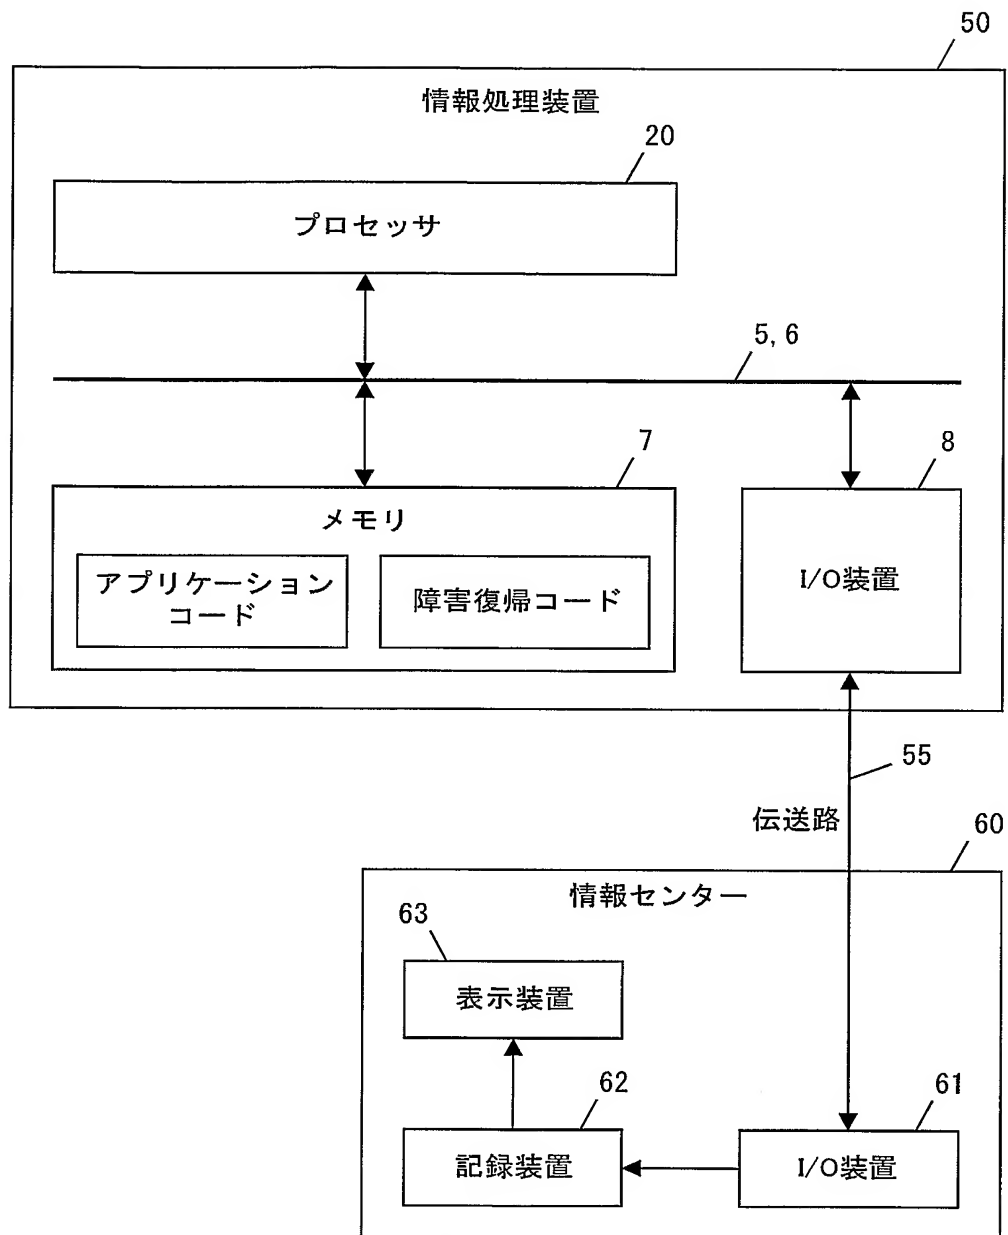 50
情報処理装置
20
プロセッサ
5, 6
7
8
メモリ
アプリケーション
コード
障害復帰コード
I/O装置
55
伝送路
60
情報センター
63
表示装置
62
61
記録装置
I/O装置